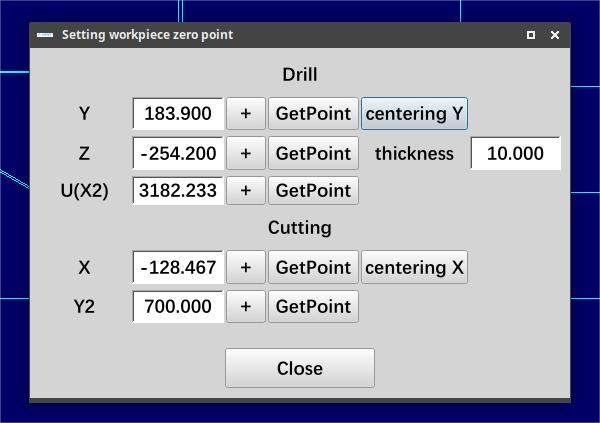 Setting workpiece zero point
Drill
Y 183.900 + GetPoint centering Y
Z -254.200 + GetPoint thickness 10.000
U(X2) 3182.233 + GetPoint
Cutting
X -128.467 + GetPoint centering X
Y2 700.000 + GetPoint
Close